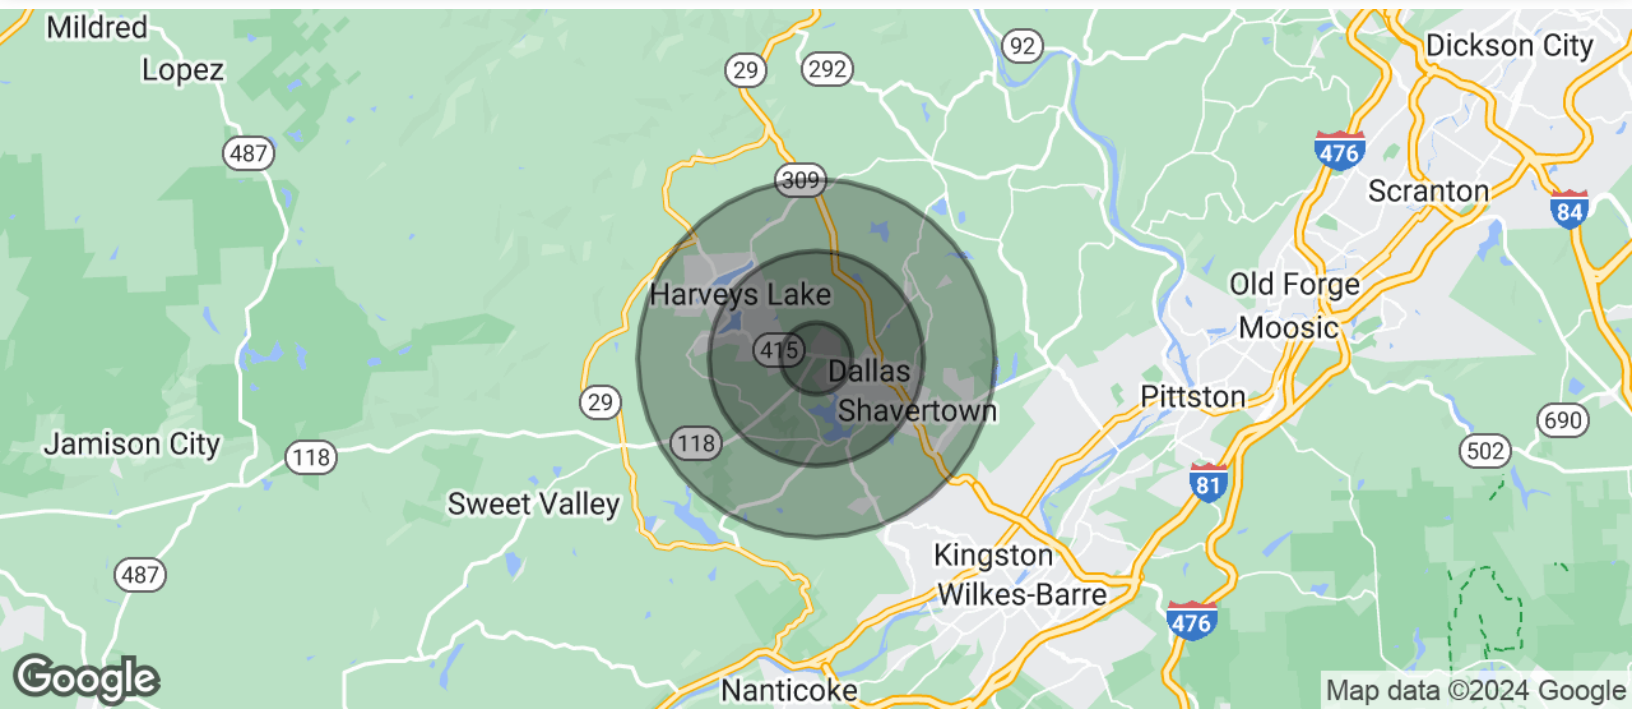 Mildred
Lopez
29
292
92
Dickson City
487
476
309
Scranton
84
Harveys Lake
Old Forge
Moosic
415
Dallas
Shavertown
Pittston
29
Jamison City
118
118
690
502
81
Sweet Valley
487
Kingston
Wilkes-Barre
476
Google
Nanticoke
Map data ©2024 Google